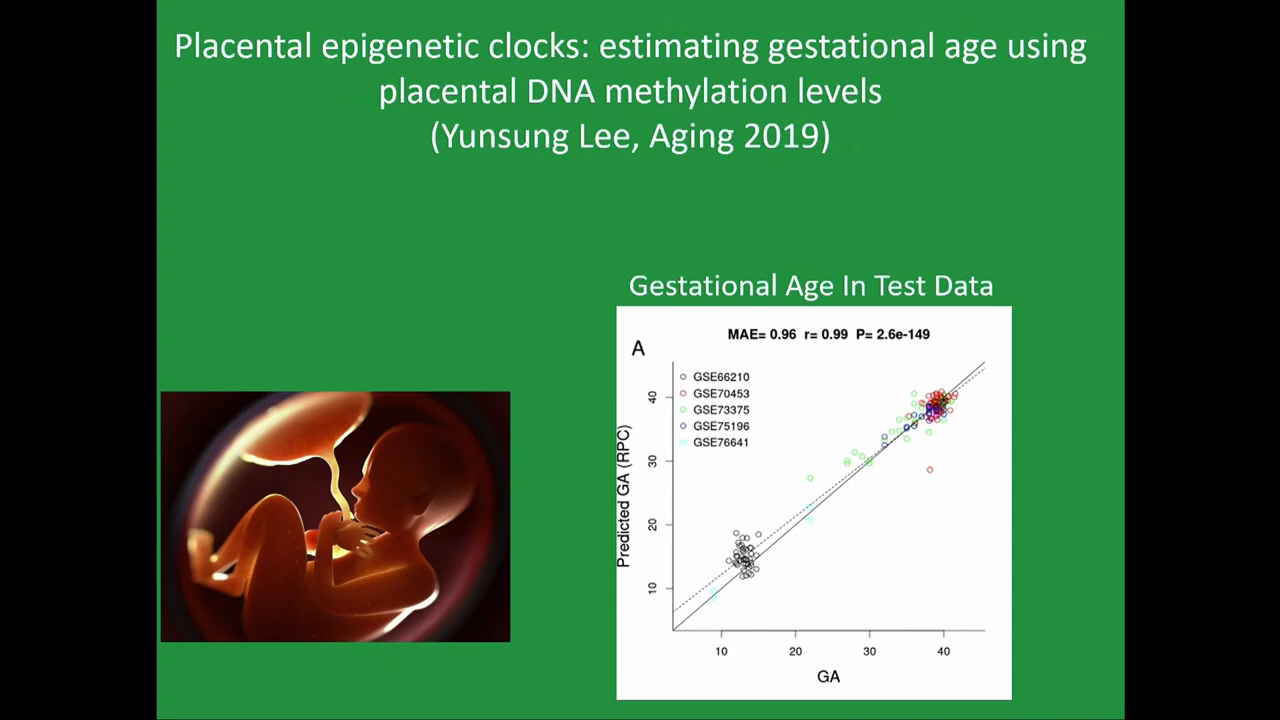 Placental epigenetic clocks: estimating gestational age using
placental DNA methylation levels
(Yunsung Lee, Aging 2019)
Gestational Age In Test Data
MAE= 0.96 r= 0.99 P= 2.6e-149
A
GSE66210
GSE70453
GSE73375
GSE75196
GSE76641
Predicted GA (RPC)
40
30
20
10
10 20 30 40
GA